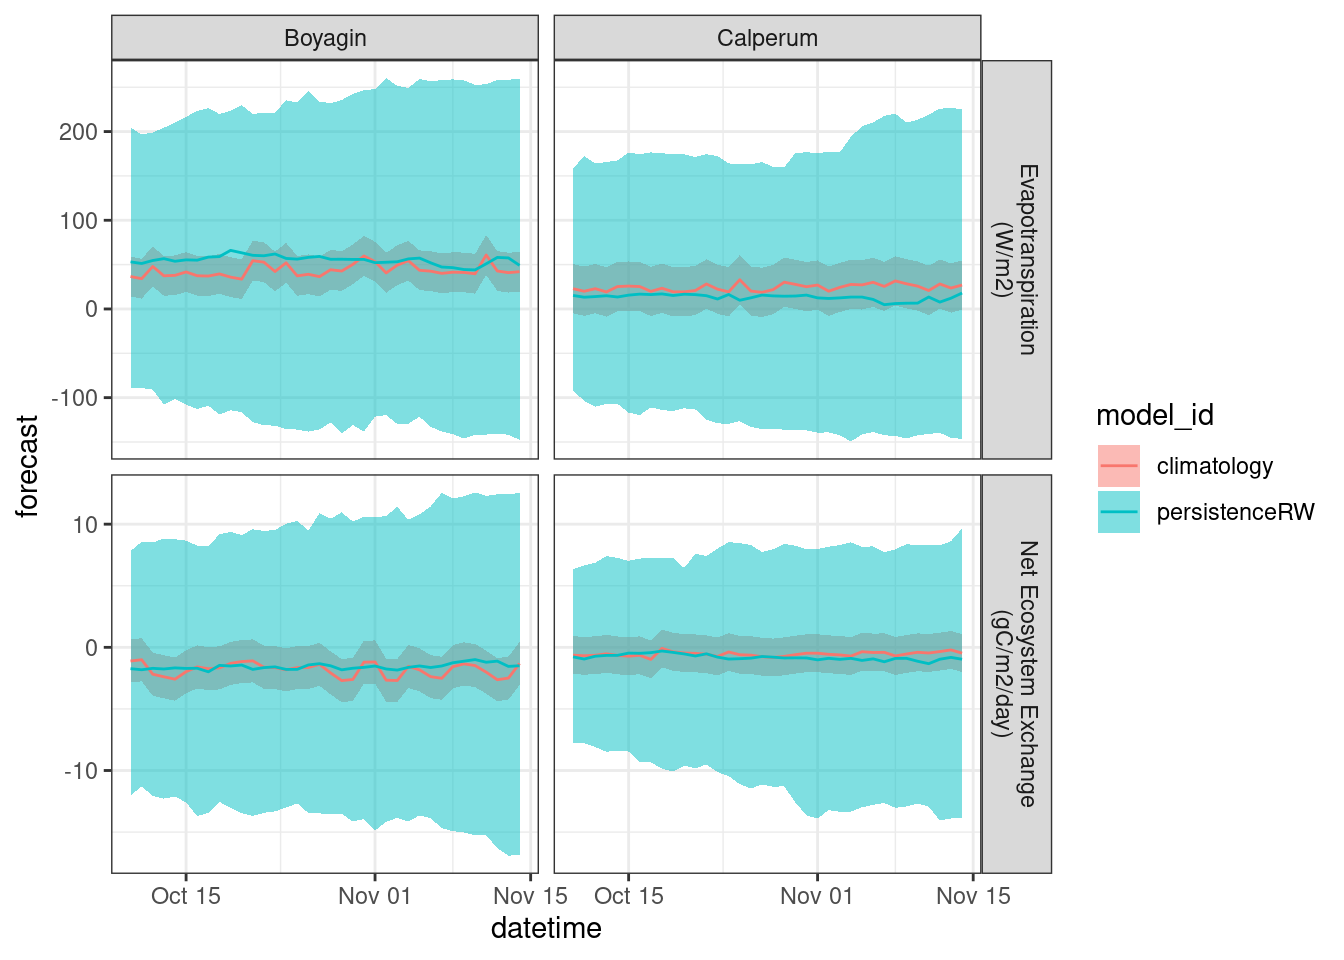 Boyagin
Calperum
200
100
0
-100
Evapotranspiration
(W/m2)
forecast
10
0
-10
Net Ecosystem Exchange
(gC/m2/day)
Oct 15
Nov 01
Nov 15
Oct 15
Nov 01
Nov 15
datetime
model_id
climatology
persistenceRW